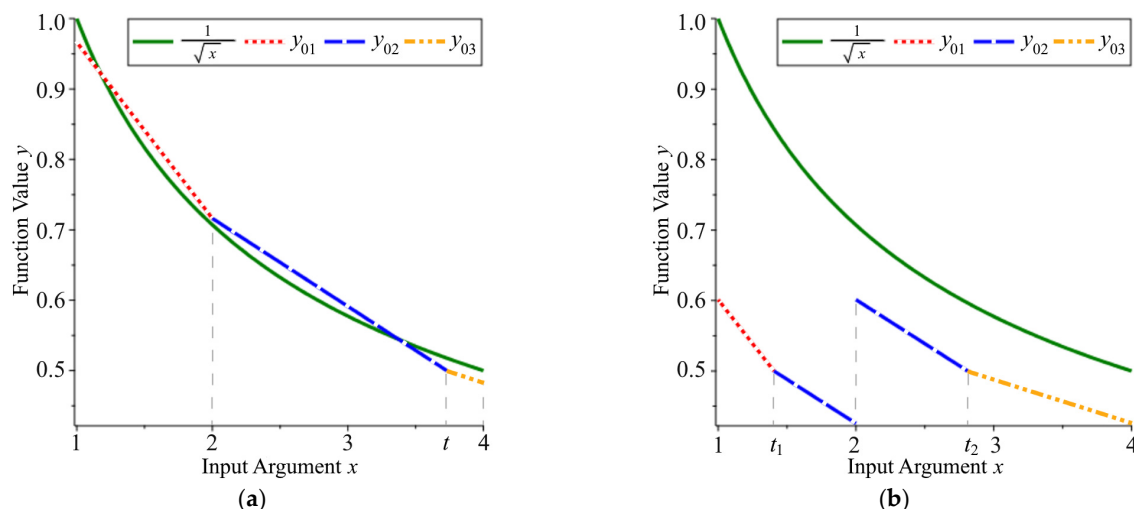 1/√x y₀₁ y₀₂ y₀₃
Function Value y
1.0
0.9
0.8
0.7
0.6
0.5
1 2 3 t 4
Input Argument x
(a)
1/√x y₀₁ y₀₂ y₀₃
Function Value y
1.0
0.9
0.8
0.7
0.6
0.5
1 t₁ 2 t₂ 3 4
Input Argument x
(b)